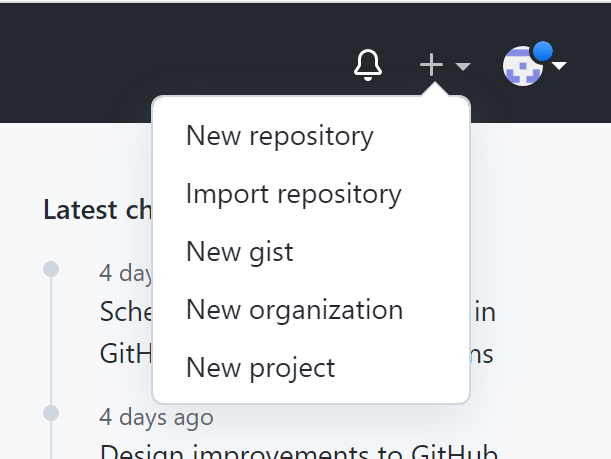 New repository
Import repository
Latest ch
New gist
4 day
Sche in
New organization
GitH ms
New project
4 days ago
Design improvements to GitHub